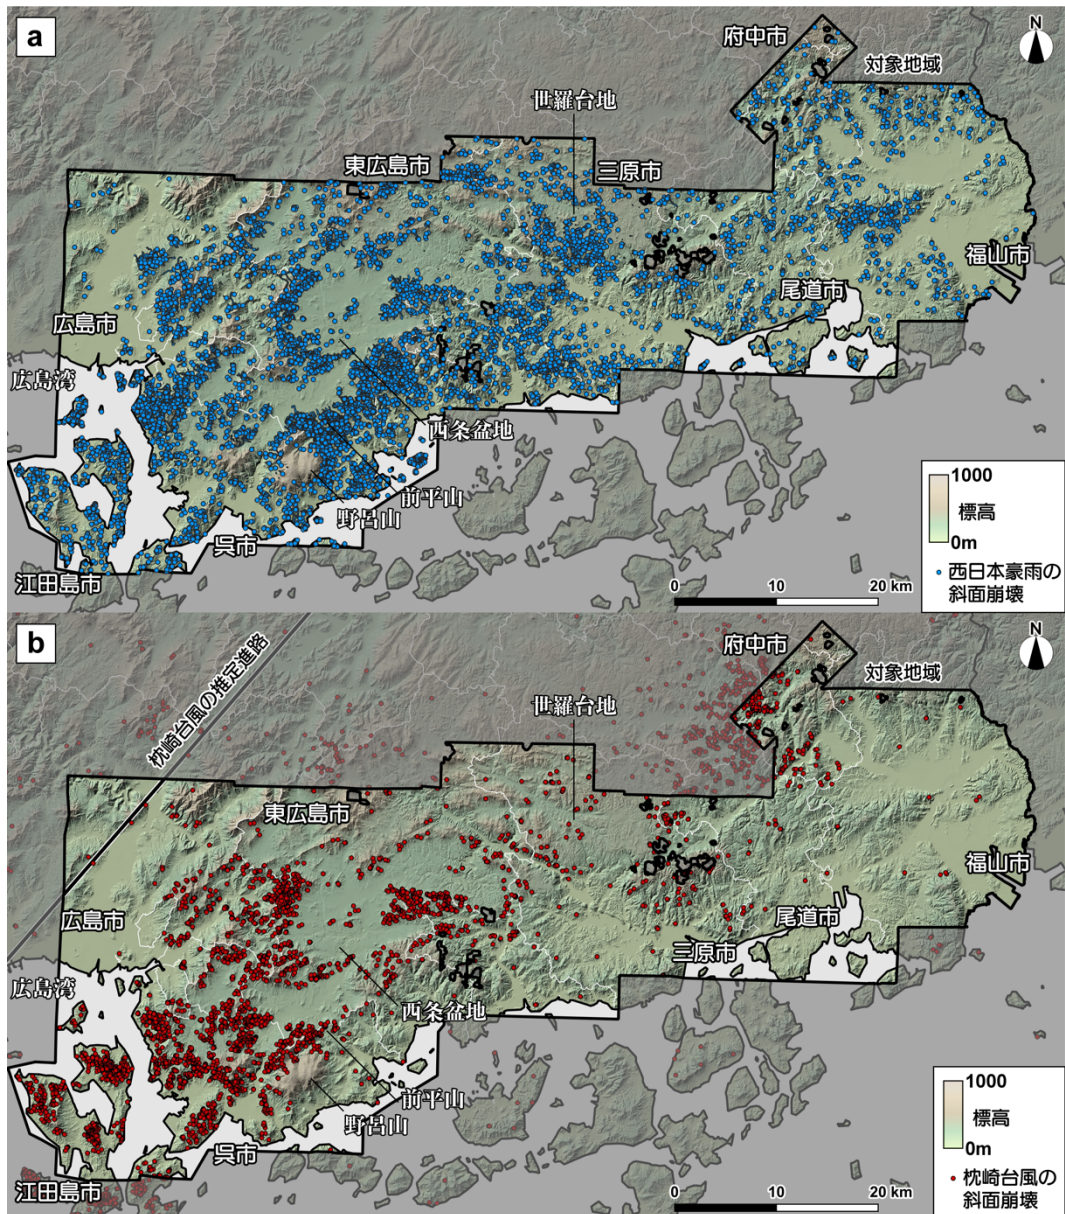 a
府中市
N
対象地域
世羅台地
東広島市
三原市
福山市
尾道市
広島市
広島湾
西条盆地
前平山
野呂山
呉市
江田島市
1000
標高
0m
西日本豪雨の
斜面崩壊
0 10 20 km
b
枕崎台風の推定進路
府中市
N
対象地域
世羅台地
東広島市
福山市
広島市
尾道市
三原市
広島湾
西条盆地
前平山
野呂山
呉市
江田島市
1000
標高
0m
枕崎台風の
斜面崩壊
0 10 20 km